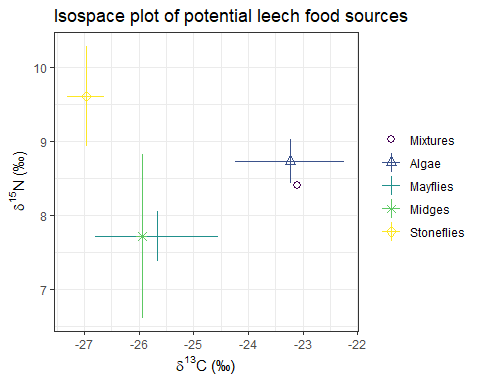 Isospace plot of potential leech food sources
10
9
8
7
δ¹⁵N (‰)
-27 -26 -25 -24 -23 -22
δ¹³C (‰)
Mixtures
Algae
Mayflies
Midges
Stoneflies